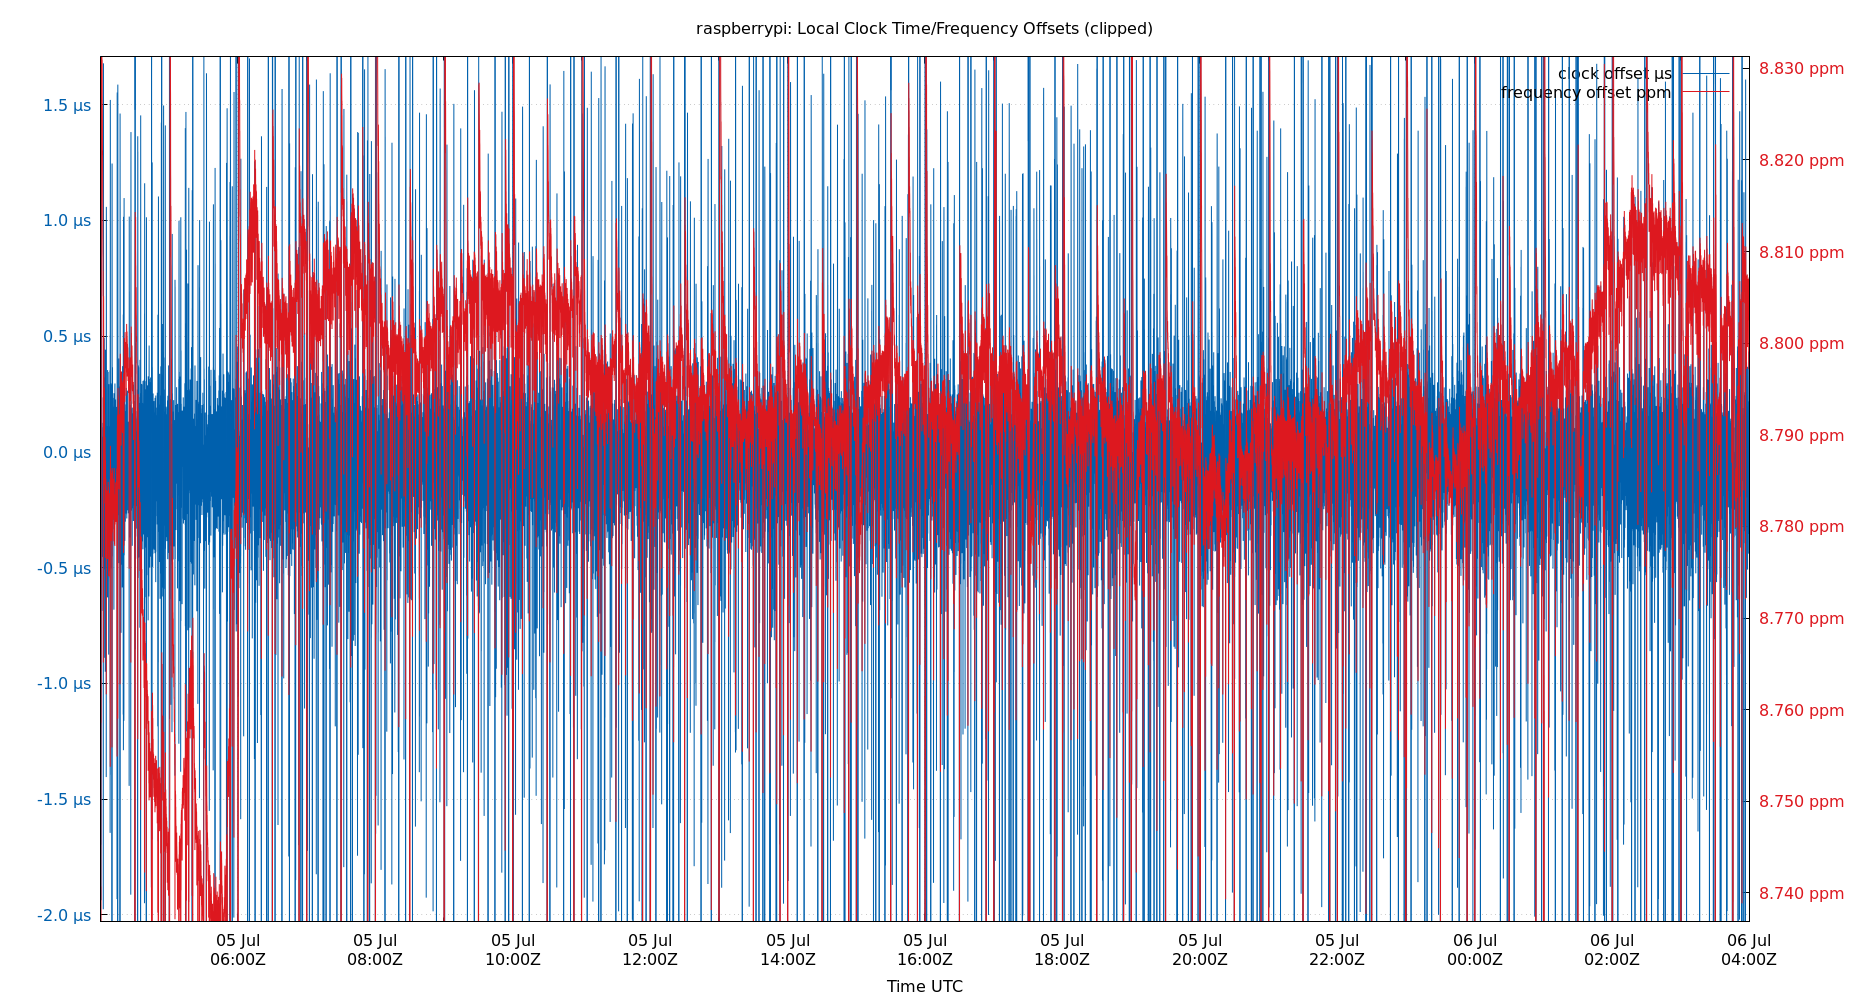 raspberrypi: Local Clock Time/Frequency Offsets (clipped)
clock offset µs
frequency offset ppm
1.5 µs
1.0 µs
0.5 µs
0.0 µs
-0.5 µs
-1.0 µs
-1.5 µs
-2.0 µs
8.830 ppm
8.820 ppm
8.810 ppm
8.800 ppm
8.790 ppm
8.780 ppm
8.770 ppm
8.760 ppm
8.750 ppm
8.740 ppm
05 Jul 05 Jul 05 Jul 05 Jul 05 Jul 05 Jul 05 Jul 05 Jul 05 Jul 06 Jul 06 Jul 06 Jul
06:00Z 08:00Z 10:00Z 12:00Z 14:00Z 16:00Z 18:00Z 20:00Z 22:00Z 00:00Z 02:00Z 04:00Z
Time UTC